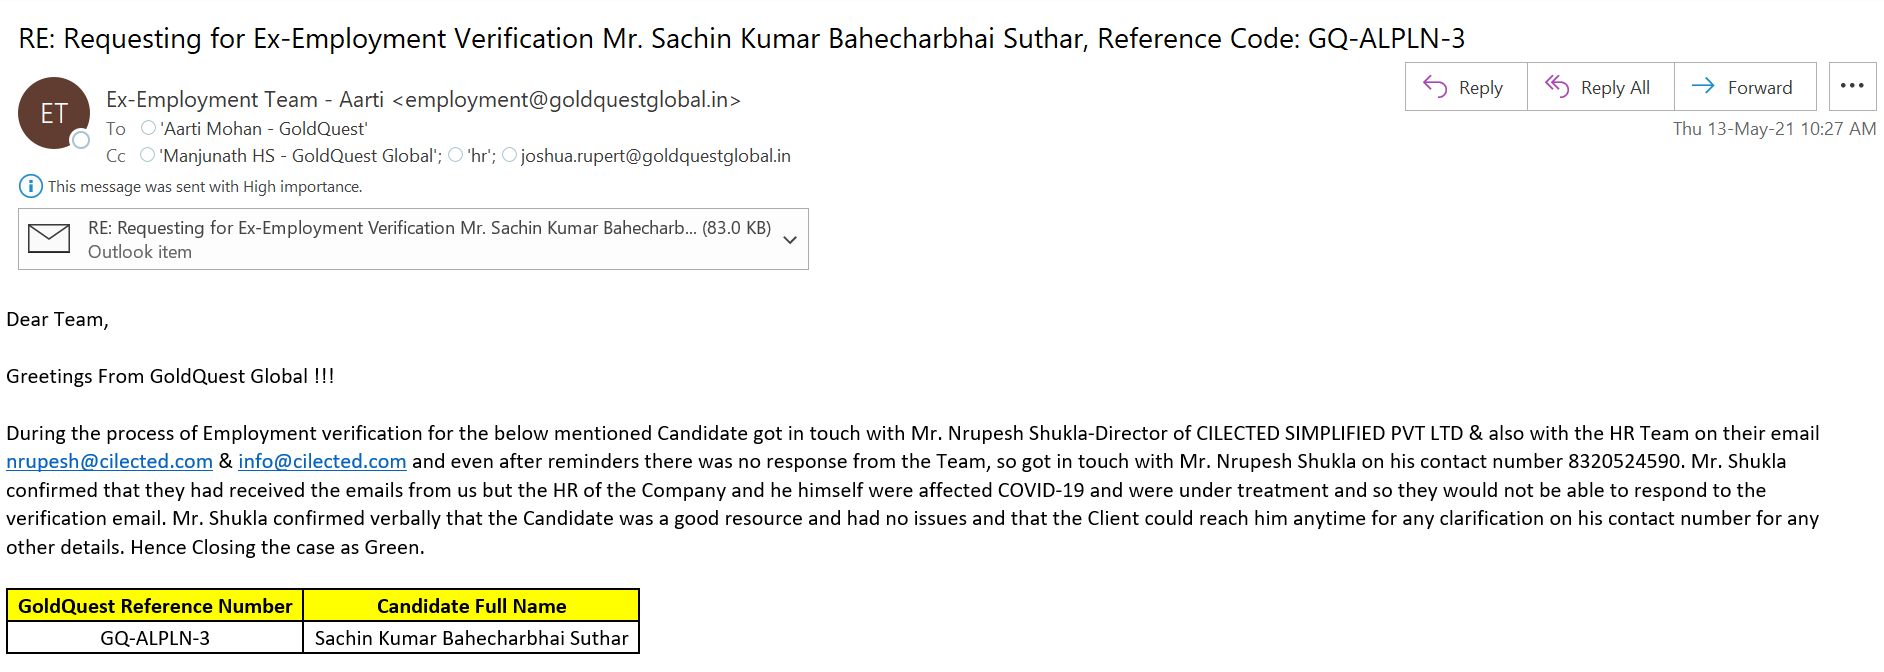 RE: Requesting for Ex-Employment Verification Mr. Sachin Kumar Bahecharbhai Suthar, Reference Code: GQ-ALPLN-3
Reply
Reply All
Forward
ET
Ex-Employment Team - Aarti <employment@goldquestglobal.in>
To 'Aarti Mohan - GoldQuest'
Thu 13-May-21 10:27 AM
Cc 'Manjunath HS - GoldQuest Global'; 'hr'; joshua.rupert@goldquestglobal.in
This message was sent with High importance.
RE: Requesting for Ex-Employment Verification Mr. Sachin Kumar Bahecharb... (83.0 KB)
Outlook item
Dear Team,
Greetings From GoldQuest Global !!!
During the process of Employment verification for the below mentioned Candidate got in touch with Mr. Nrupesh Shukla-Director of CILECTED SIMPLIFIED PVT LTD & also with the HR Team on their email
nrupesh@cilected.com & info@cilected.com and even after reminders there was no response from the Team, so got in touch with Mr. Nrupesh Shukla on his contact number 8320524590. Mr. Shukla
confirmed that they had received the emails from us but the HR of the Company and he himself were affected COVID-19 and were under treatment and so they would not be able to respond to the
verification email. Mr. Shukla confirmed verbally that the Candidate was a good resource and had no issues and that the Client could reach him anytime for any clarification on his contact number for any
other details. Hence Closing the case as Green.
GoldQuest Reference Number Candidate Full Name
GQ-ALPLN-3 Sachin Kumar Bahecharbhai Suthar